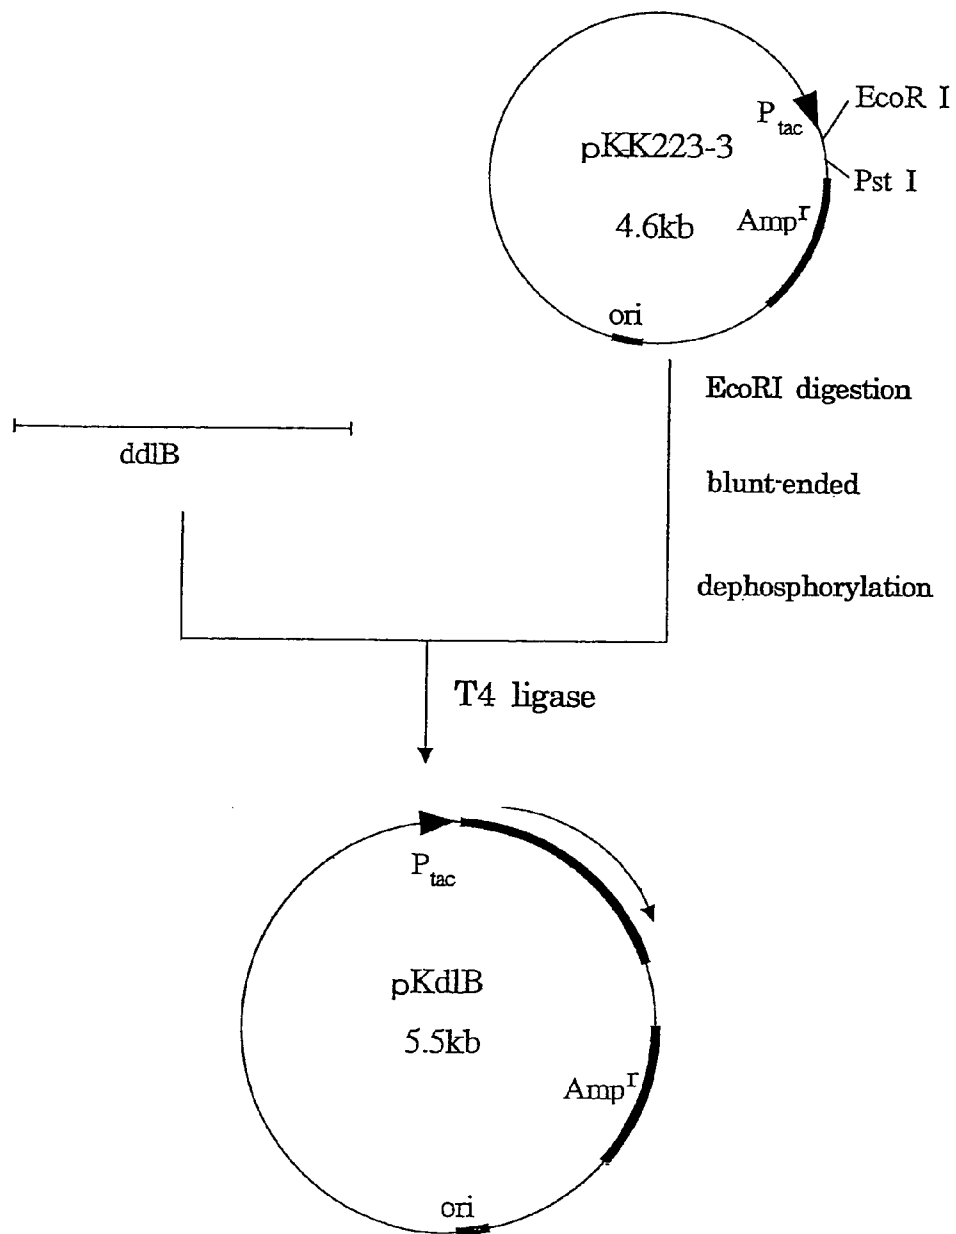 EcoR I
P tac
pKK223-3
Pst I
4.6kb
Amp r
ori
EcoRI digestion
ddlB
blunt-ended
dephosphorylation
T4 ligase
P tac
pKdlB
5.5kb
Amp r
ori